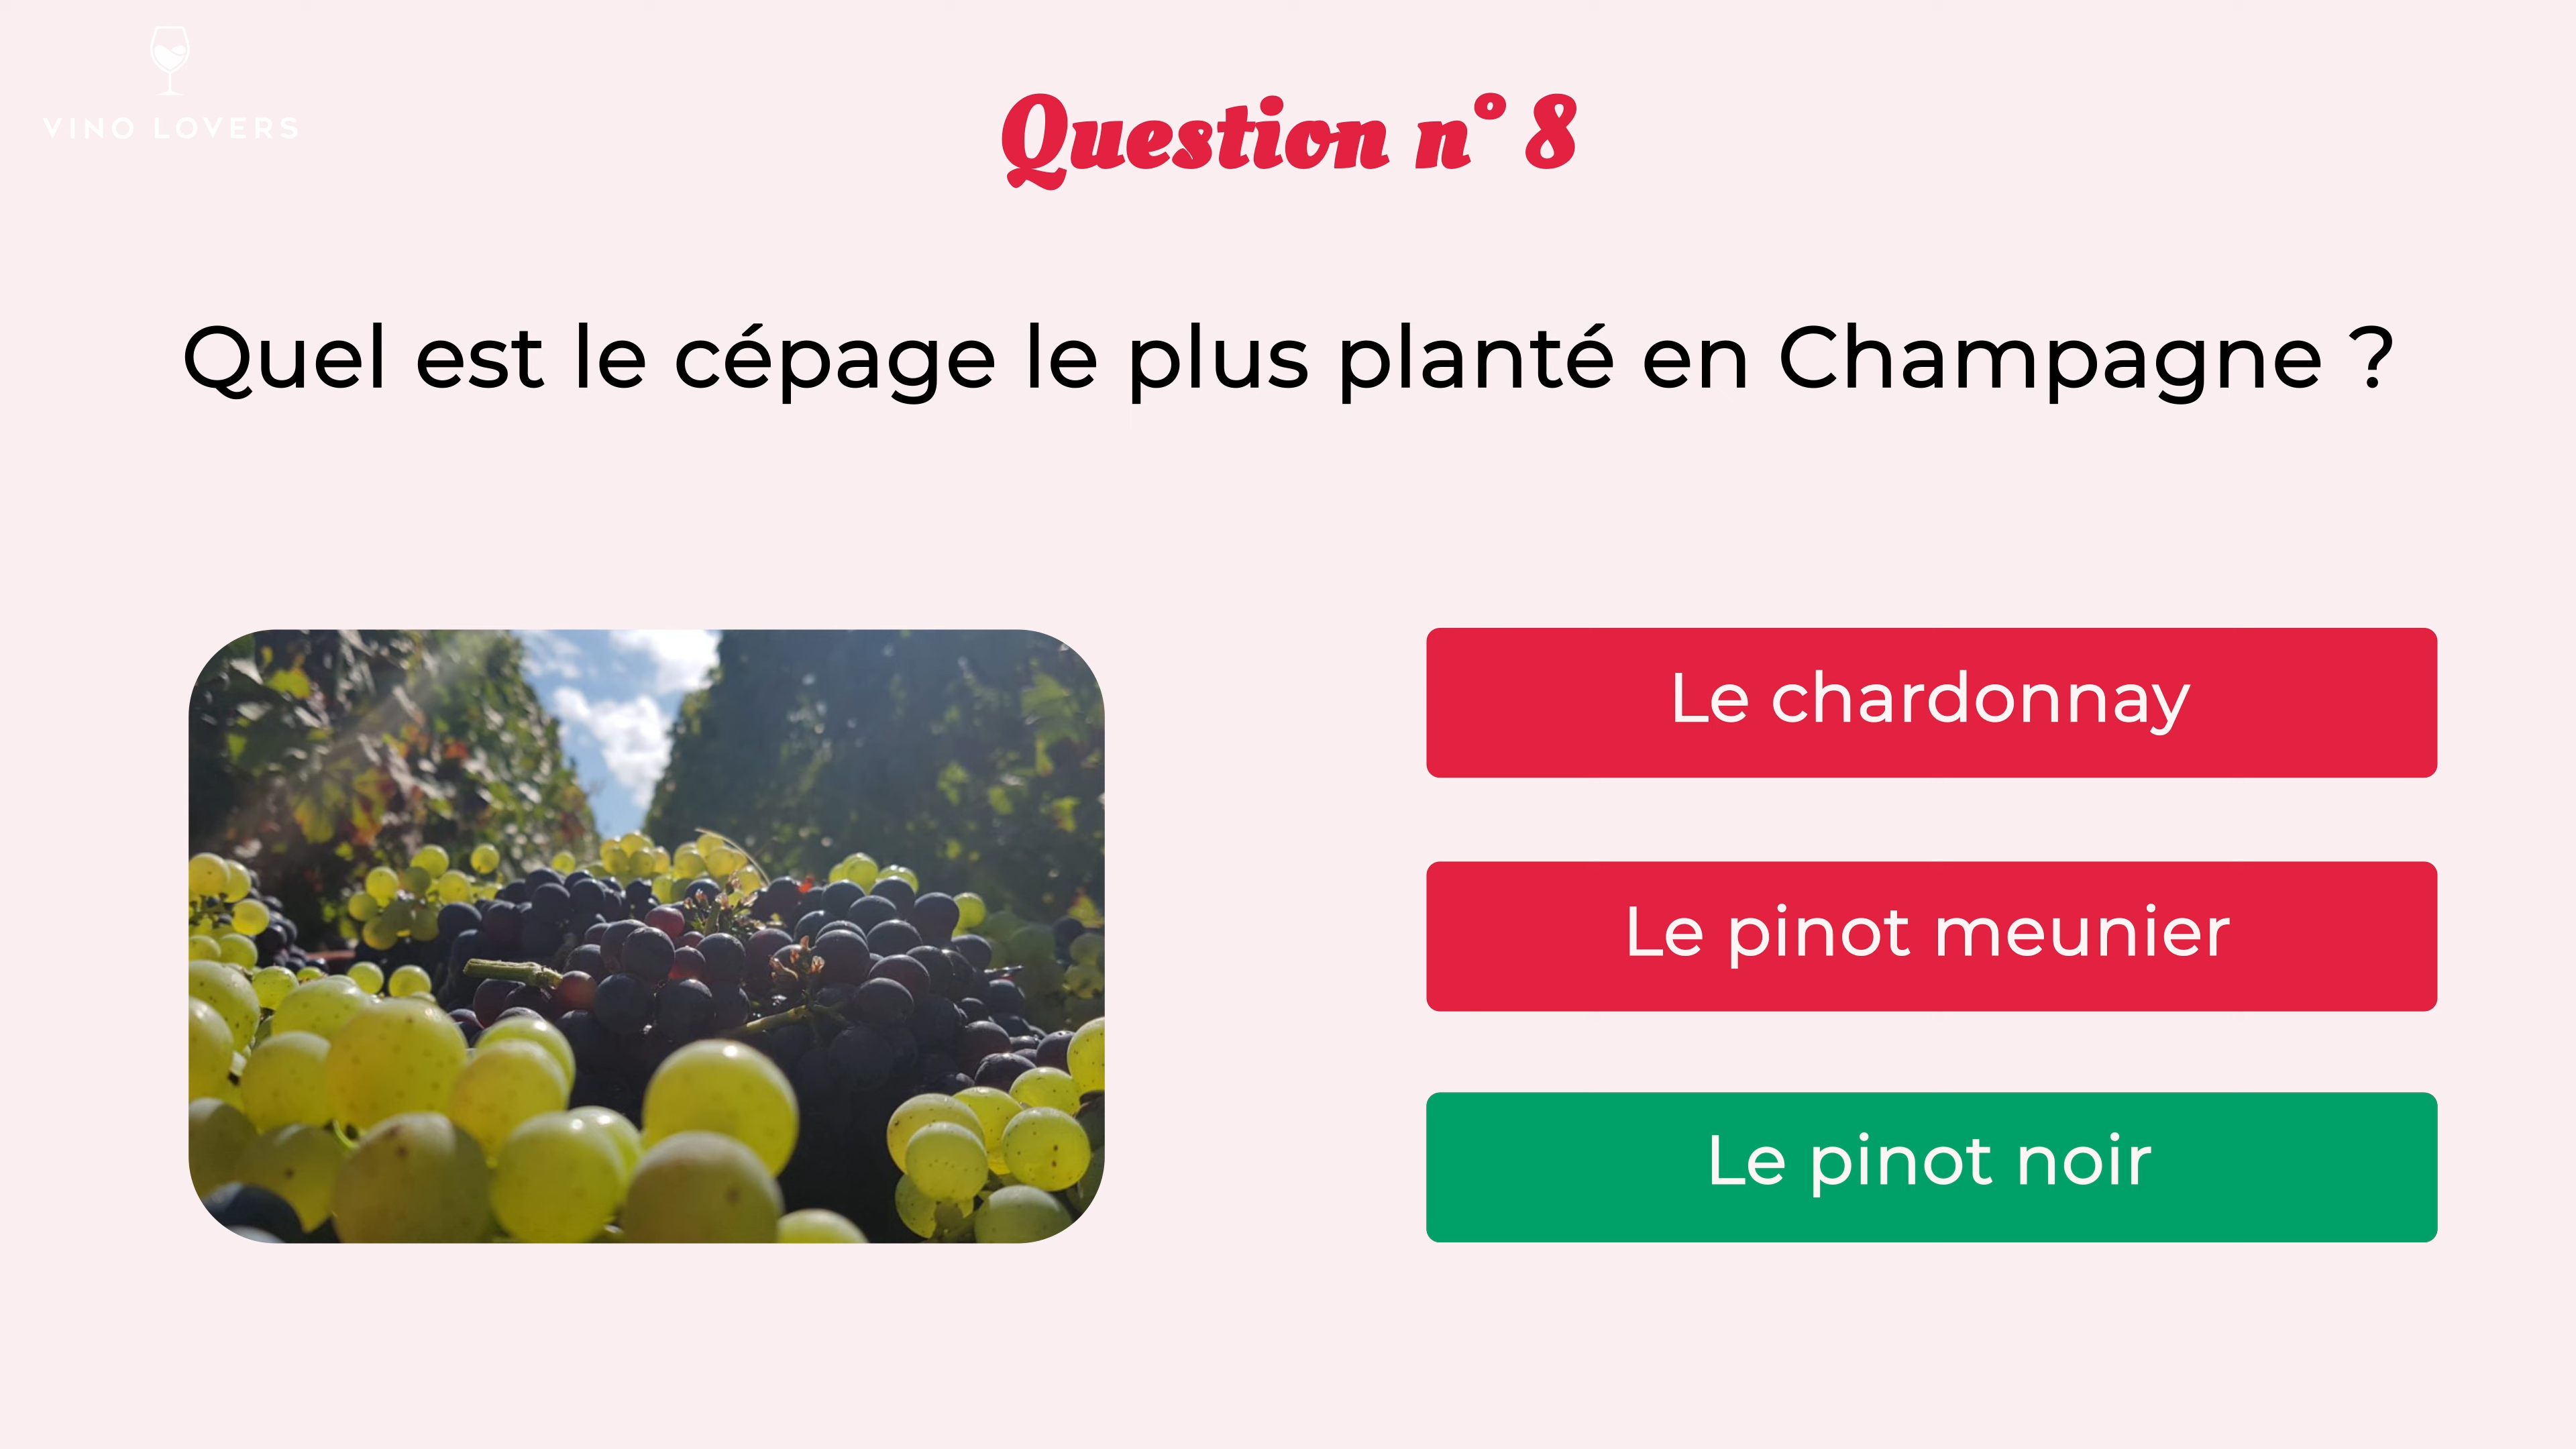 VINO LOVERS
Question n° 8
Quel est le cépage le plus planté en Champagne ?
Le chardonnay
Le pinot meunier
Le pinot noir